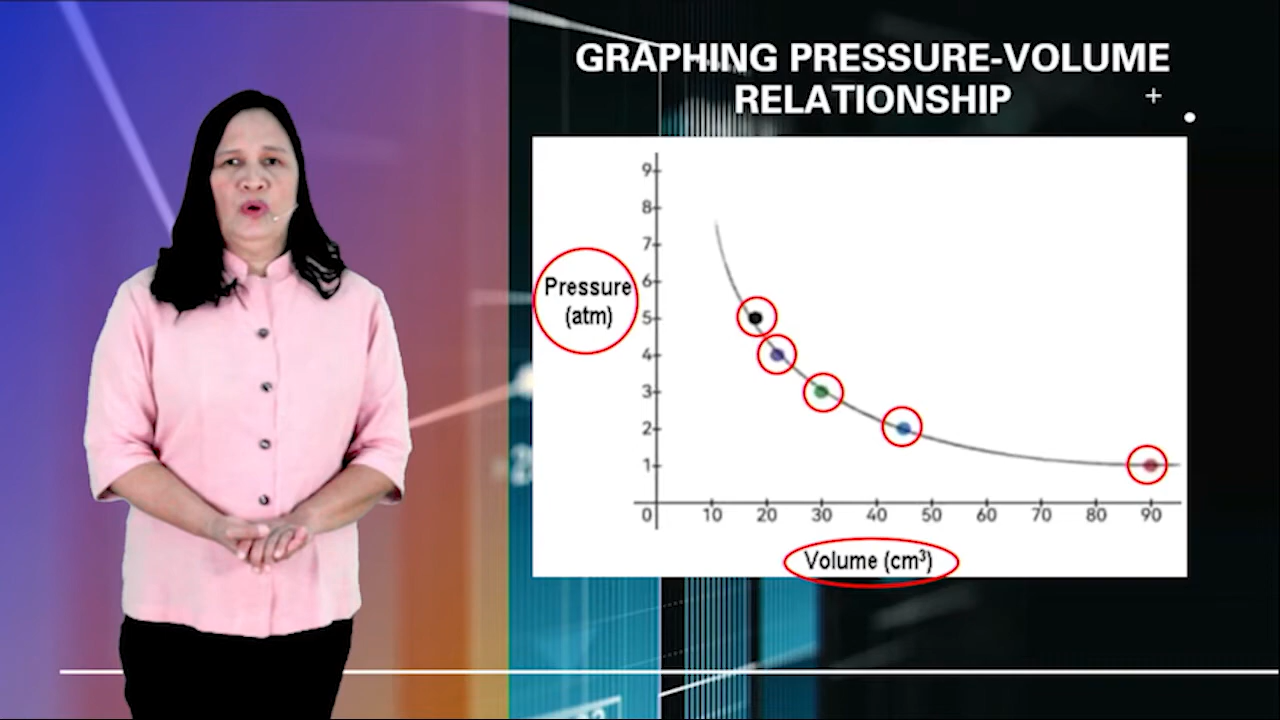 GRAPHING PRESSURE-VOLUME
RELATIONSHIP
9
8
7
Pressure
(atm)
6
5
4
3
2
1
0 10 20 30 40 50 60 70 80 90
Volume (cm³)